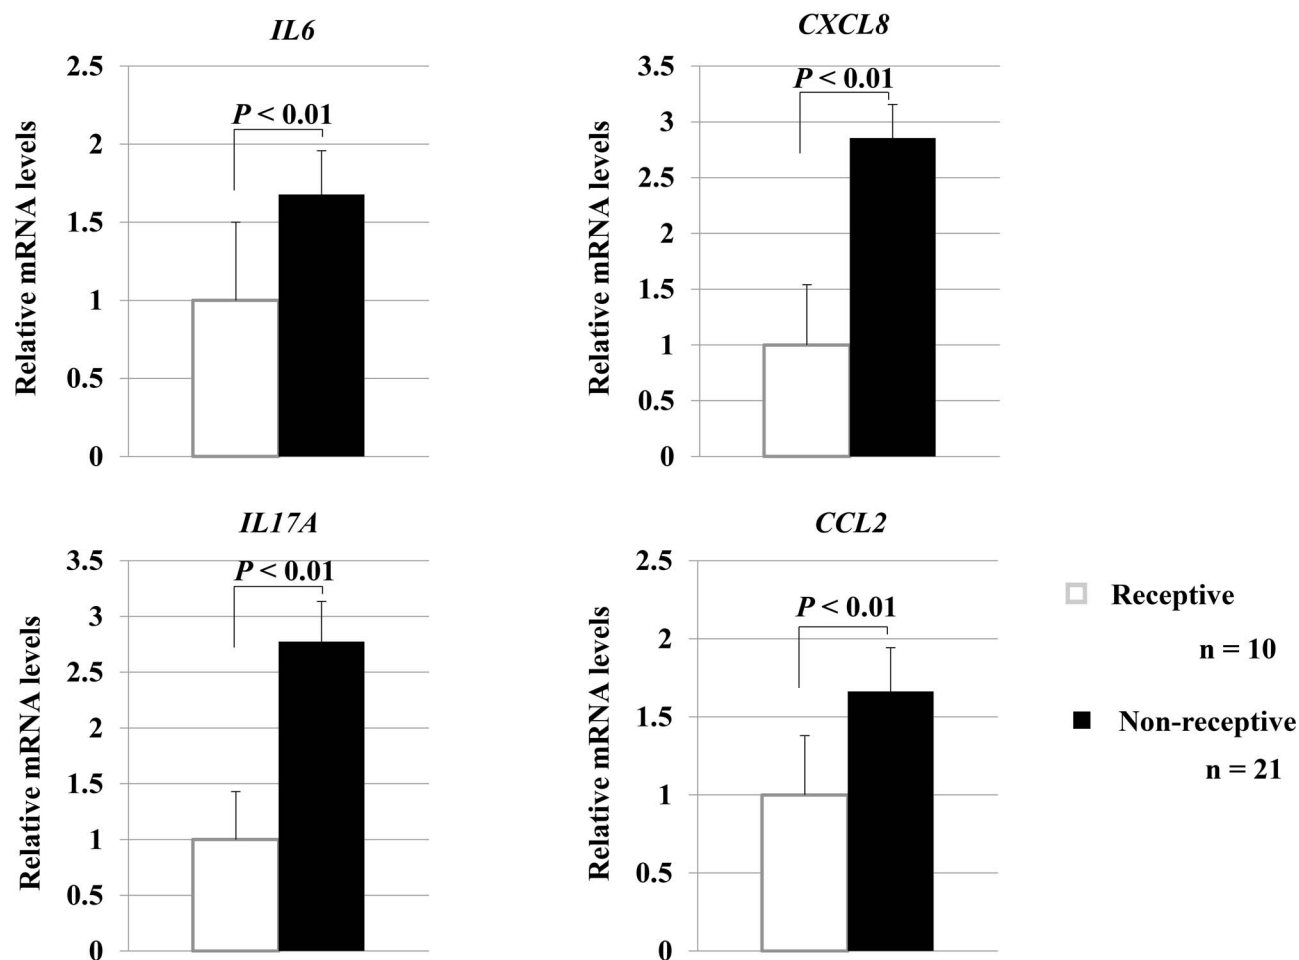 IL6
Relative mRNA levels
2.5
2
1.5
1
0.5
0
P < 0.01
CXCL8
Relative mRNA levels
3.5
3
2.5
2
1.5
1
0.5
0
P < 0.01
IL17A
Relative mRNA levels
3.5
3
2.5
2
1.5
1
0.5
0
P < 0.01
CCL2
Relative mRNA levels
2.5
2
1.5
1
0.5
0
P < 0.01
Receptive
n = 10
Non-receptive
n = 21